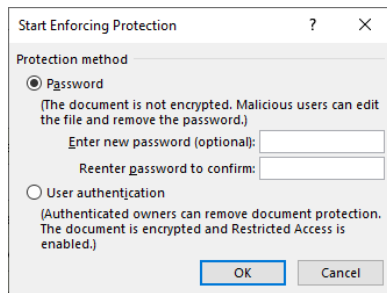 Start Enforcing Protection ? ×
Protection method
Password
(The document is not encrypted. Malicious users can edit
the file and remove the password.)
Enter new password (optional):
Reenter password to confirm:
User authentication
(Authenticated owners can remove document protection.
The document is encrypted and Restricted Access is
enabled.)
OK Cancel